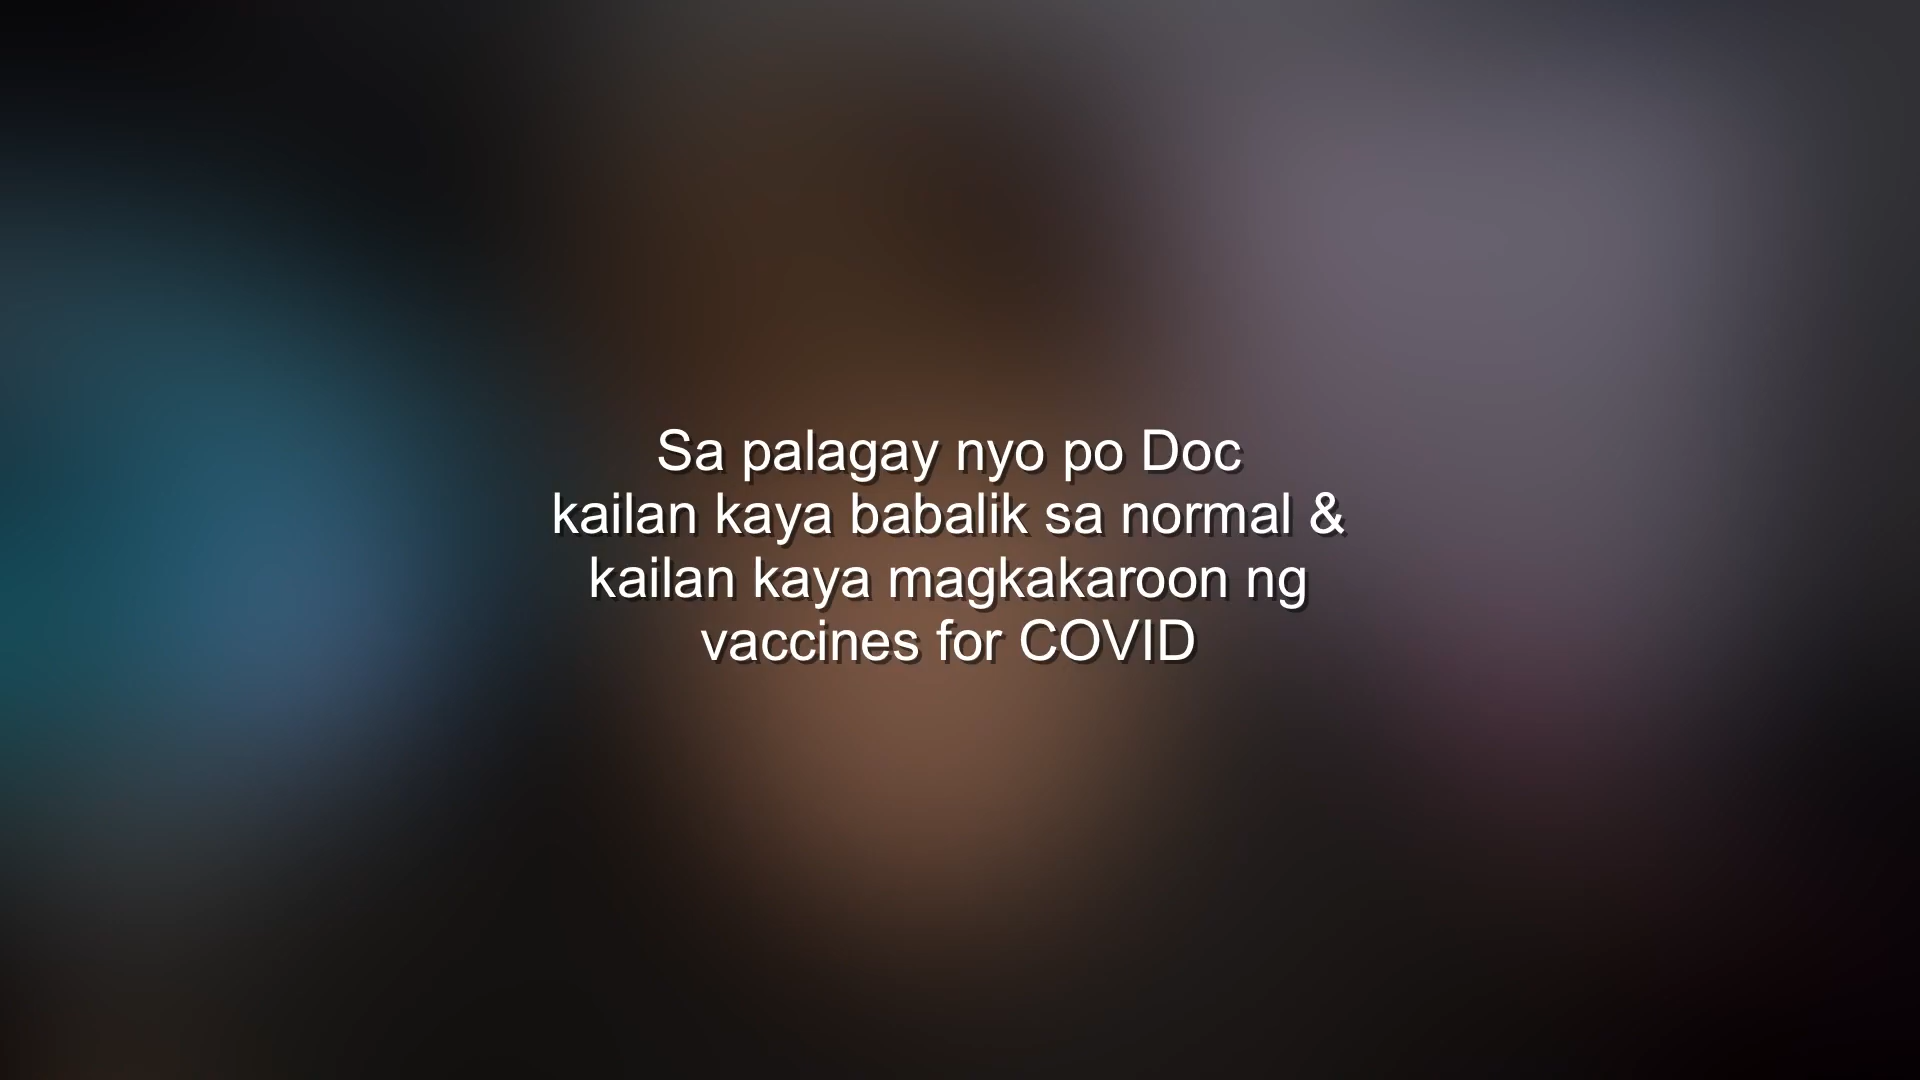 Sa palagay nyo po Doc
kailan kaya babalik sa normal &
kailan kaya magkakaroon ng
vaccines for COVID